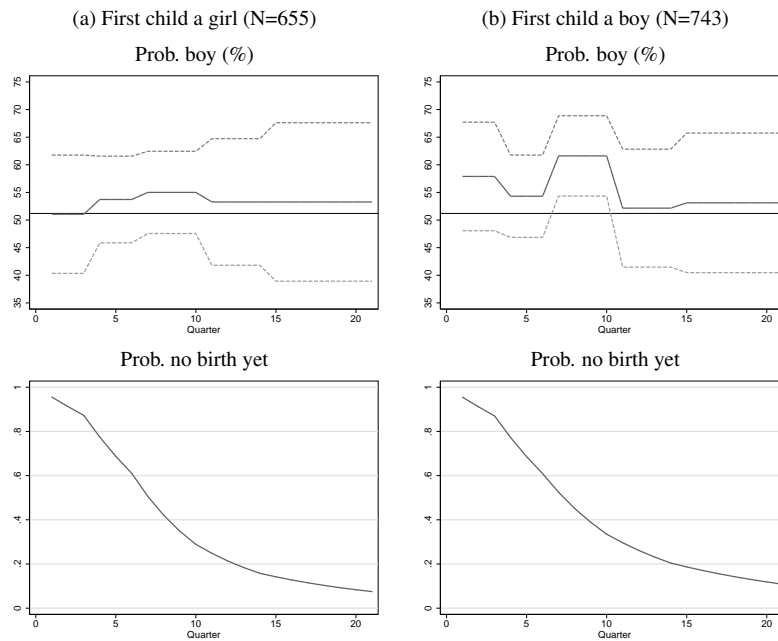 (a) First child a girl (N=655)
Prob. boy (%)
75
70
65
60
55
50
45
40
35
0 5 10 15 20
Quarter
Prob. no birth yet
1
.8
.6
.4
.2
0
0 5 10 15 20
Quarter
(b) First child a boy (N=743)
Prob. boy (%)
75
70
65
60
55
50
45
40
35
0 5 10 15 20
Quarter
Prob. no birth yet
1
.8
.6
.4
.2
0
0 5 10 15 20
Quarter